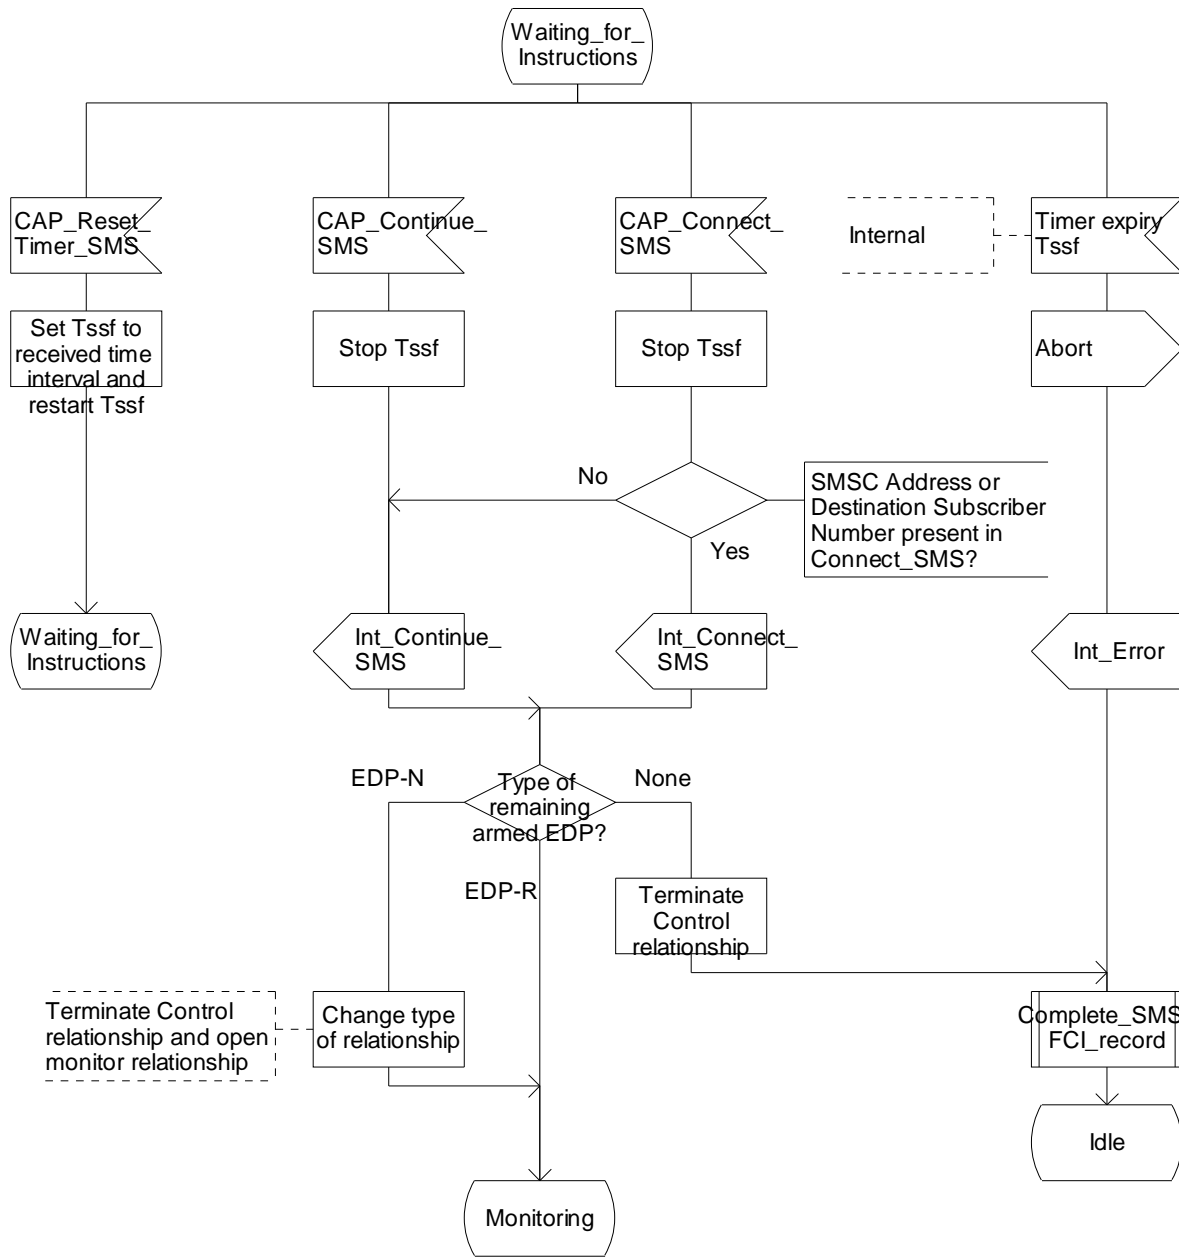 Waiting_for_
Instructions
CAP_Reset_
Timer_SMS
CAP_Continue_
SMS
CAP_Connect_
SMS
Internal
Timer expiry
Tssf
Set Tssf to
received time
interval and
restart Tssf
Stop Tssf
Stop Tssf
Abort
No
SMSC Address or
Destination Subscriber
Number present in
Connect_SMS?
Yes
Waiting_for_
Instructions
Int_Continue_
SMS
Int_Connect_
SMS
Int_Error
EDP-N
Type of
remaining
armed EDP?
None
EDP-R
Terminate
Control
relationship
Terminate Control
relationship and open
monitor relationship
Change type
of relationship
Complete_SMS_
FCI_record
Idle
Monitoring